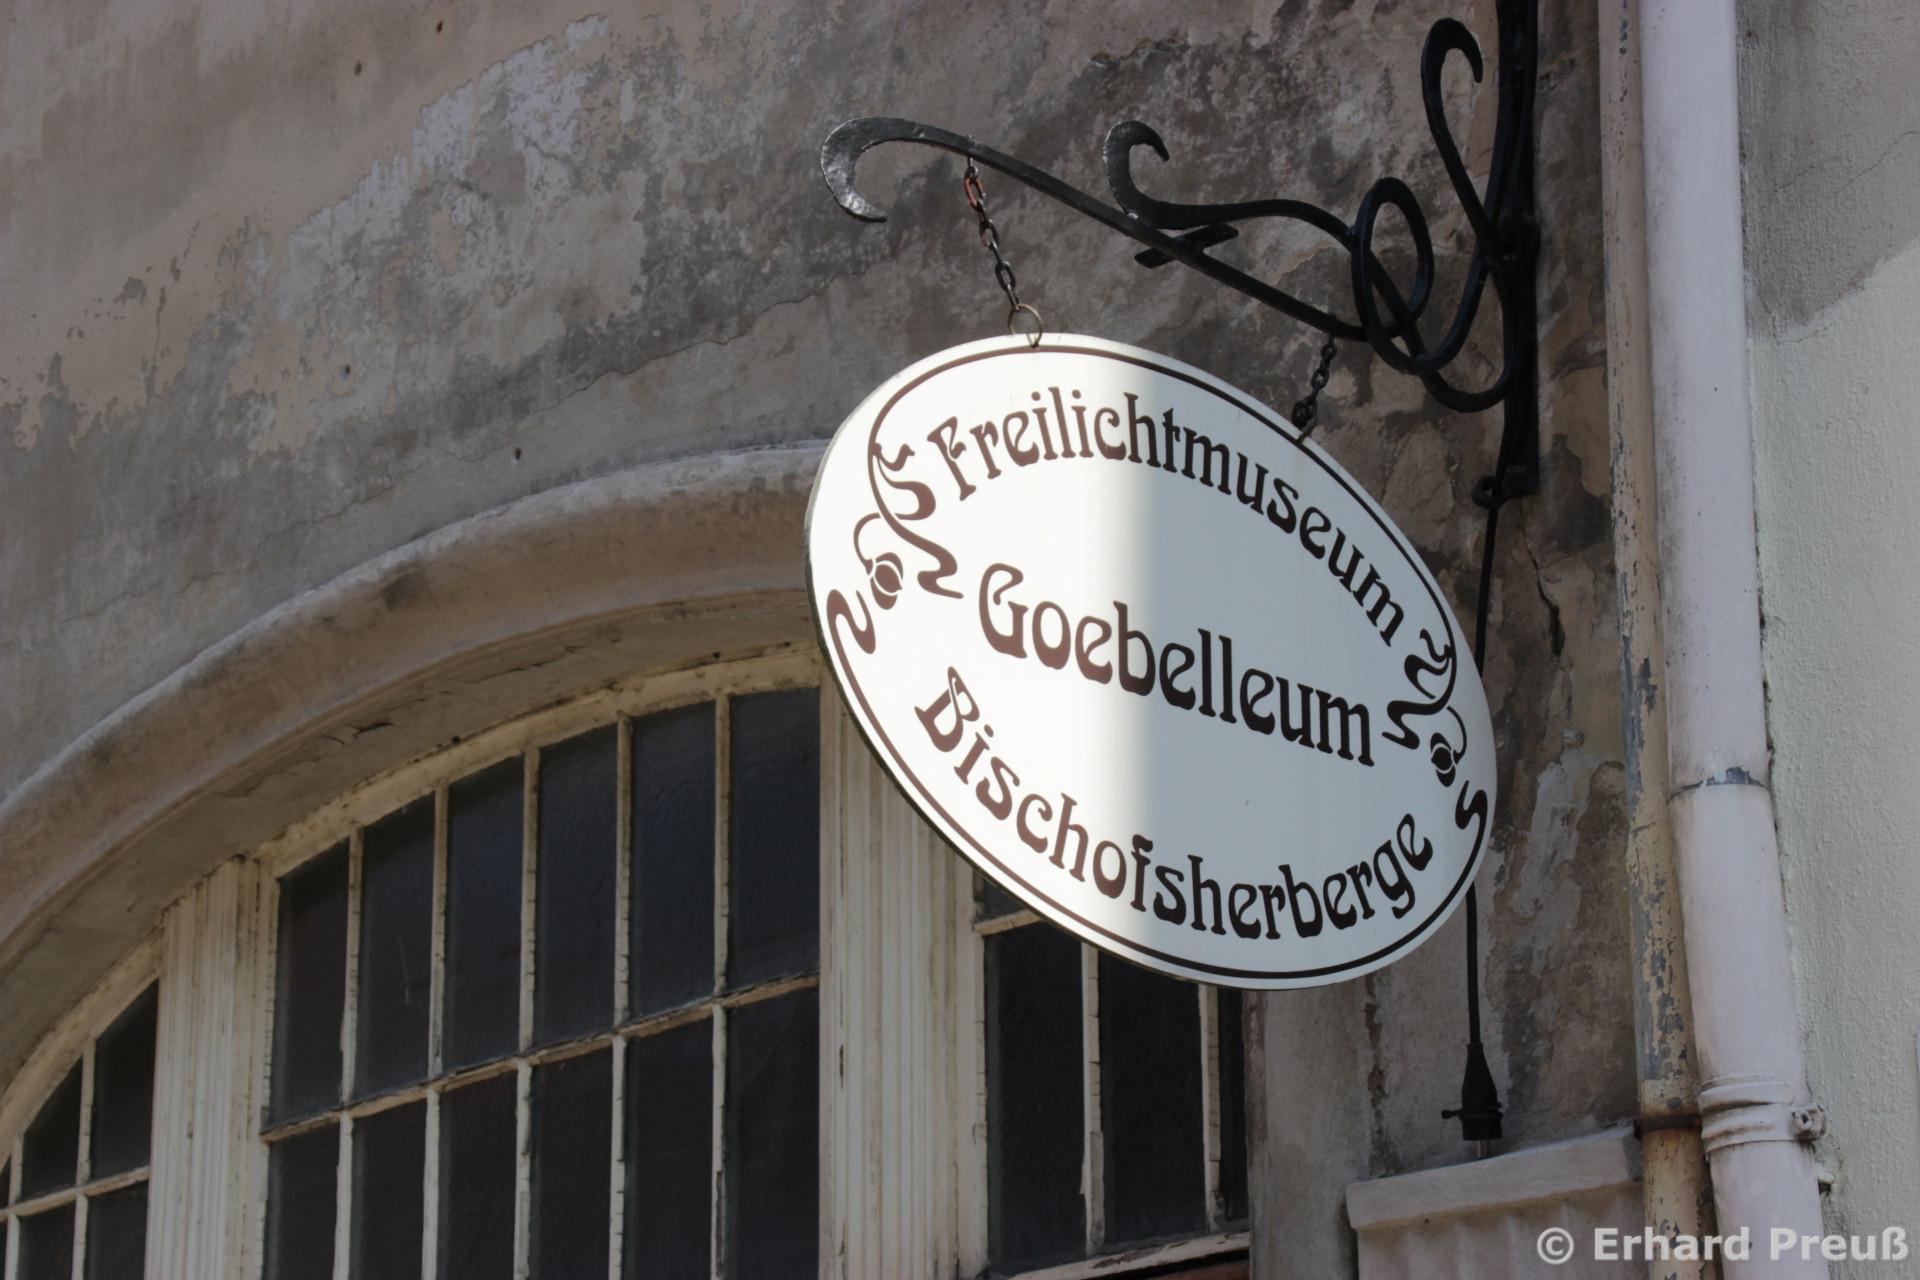 Freilichtmuseum
Goebelleum
Bischofsherberge
© Erhard Preuß